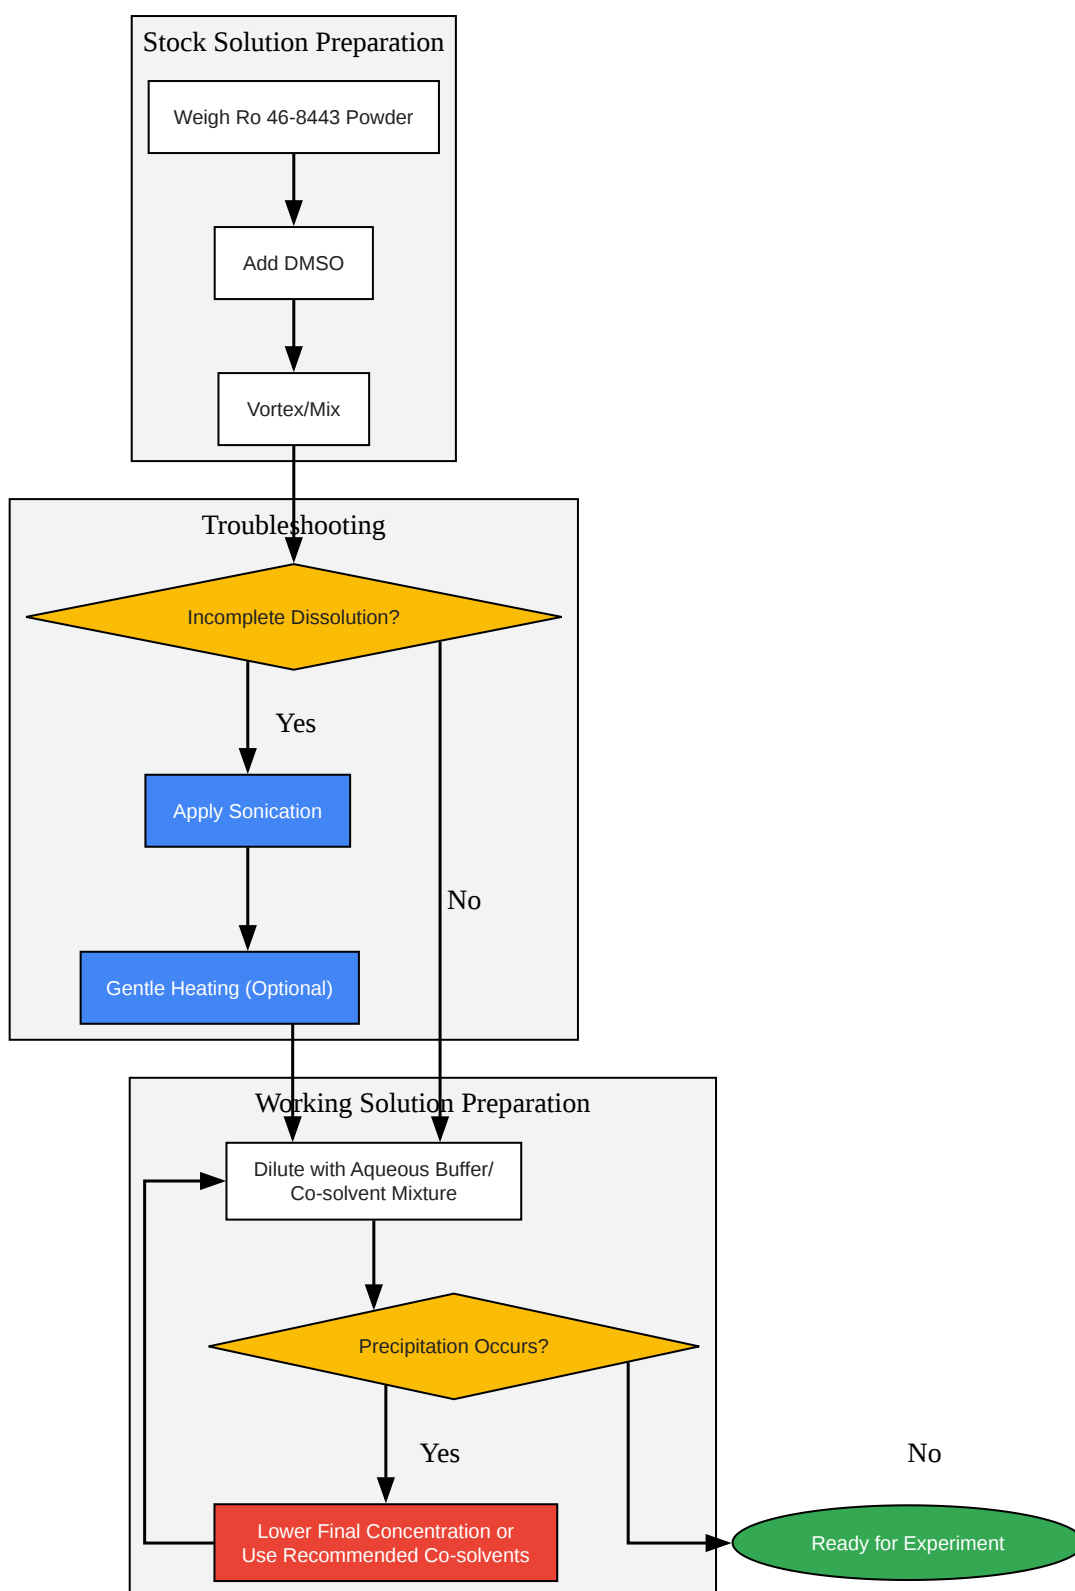 Stock Solution Preparation
Weigh Ro 46-8443 Powder
Add DMSO
Vortex/Mix
Troubleshooting
Incomplete Dissolution?
Yes
Apply Sonication
No
Gentle Heating (Optional)
Working Solution Preparation
Dilute with Aqueous Buffer/
Co-solvent Mixture
Precipitation Occurs?
Yes
No
Lower Final Concentration or
Use Recommended Co-solvents
Ready for Experiment